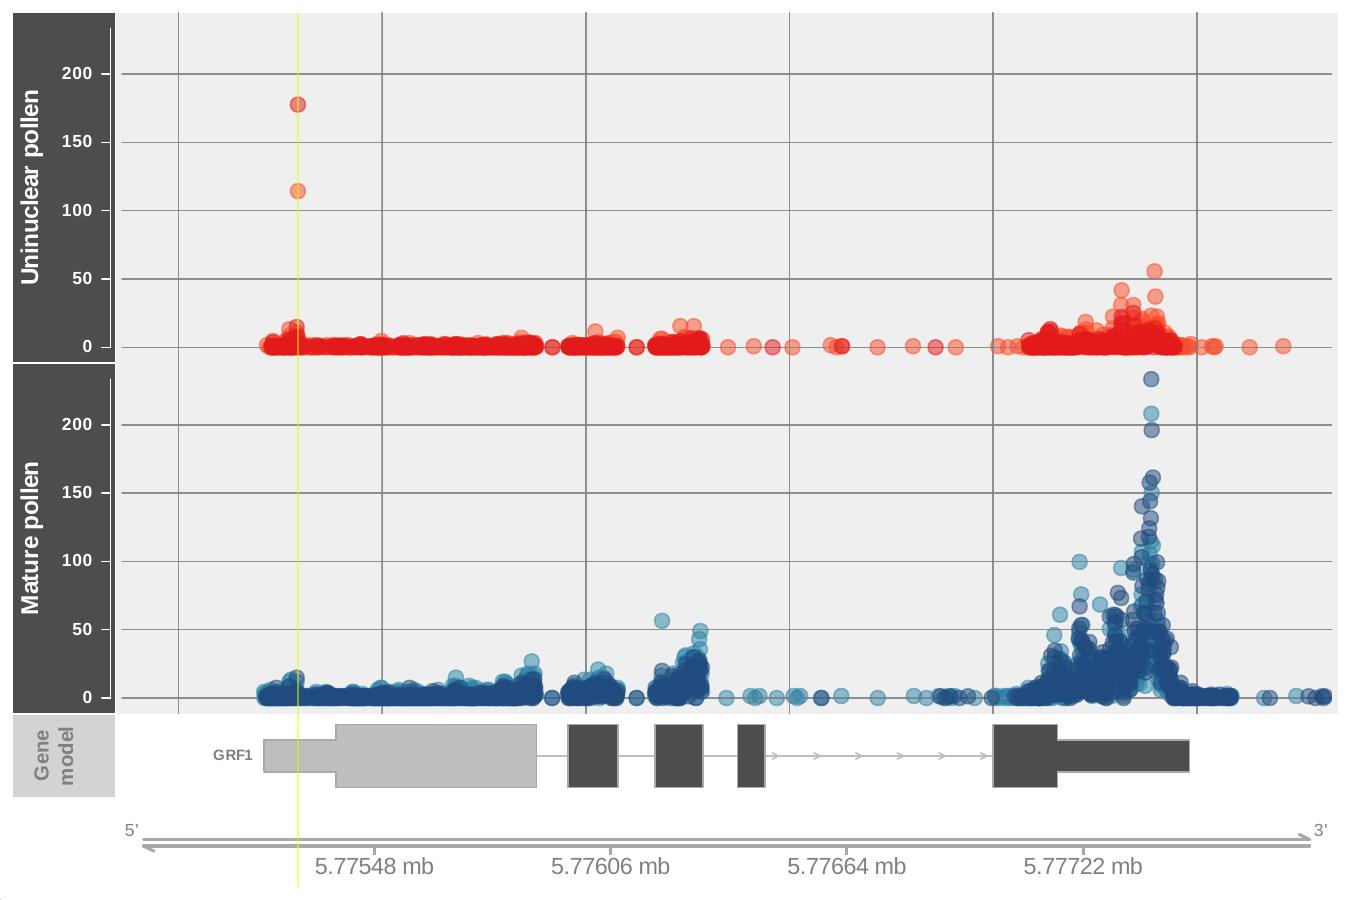 Uninuclear pollen
200
150
100
50
0
Mature pollen
200
150
100
50
0
Gene
model
GRF1
5'
3'
5.77548 mb
5.77606 mb
5.77664 mb
5.77722 mb